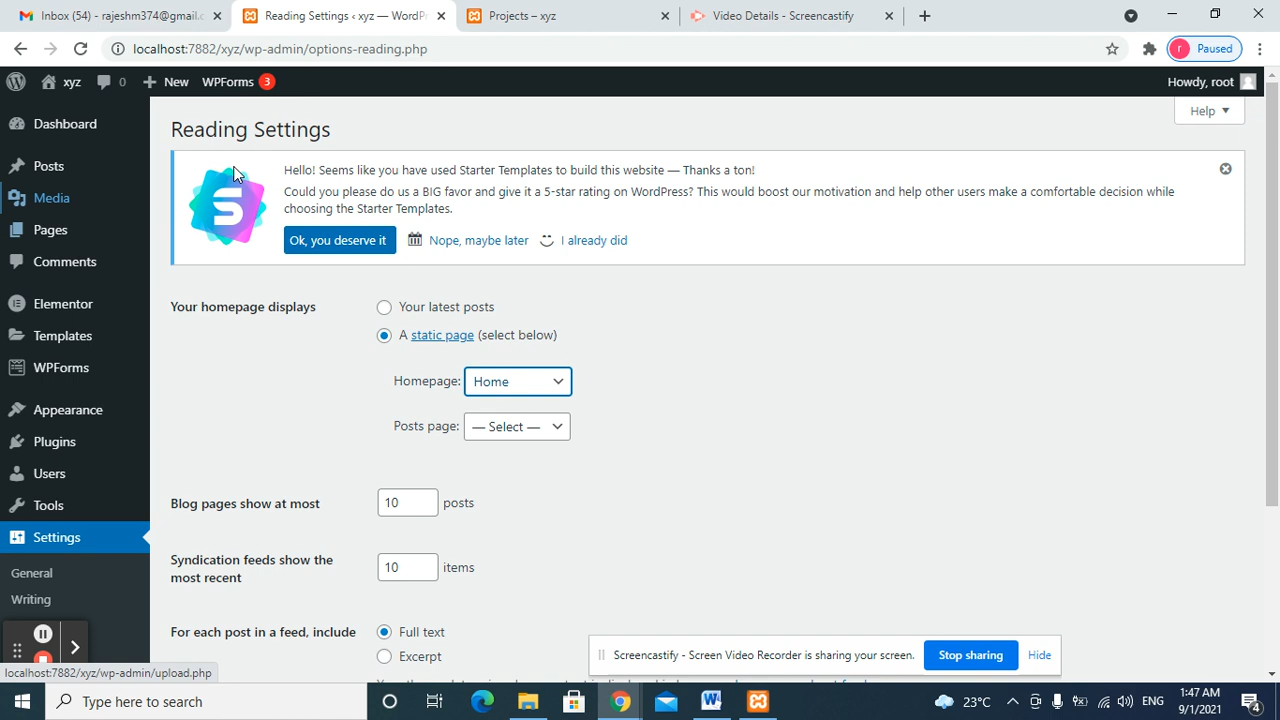 Inbox (54) - rajeshm374@gmail.c
Reading Settings ‹ xyz — WordPr
Projects – xyz
Video Details - Screencastify
localhost:7882/xyz/wp-admin/options-reading.php
r Paused
xyz
0
New
WPForms 3
Howdy, root
Help
Dashboard
Posts
Media
Pages
Comments
Elementor
Templates
WPForms
Appearance
Plugins
Users
Tools
Settings
General
Writing
Reading Settings
Hello! Seems like you have used Starter Templates to build this website — Thanks a ton!
Could you please do us a BIG favor and give it a 5-star rating on WordPress? This would boost our motivation and help other users make a comfortable decision while
choosing the Starter Templates.
Ok, you deserve it
Nope, maybe later
I already did
Your homepage displays
Your latest posts
A static page (select below)
Homepage: Home
Posts page: — Select —
Blog pages show at most
10 posts
Syndication feeds show the
most recent
10 items
For each post in a feed, include
Full text
Excerpt
Screencastify - Screen Video Recorder is sharing your screen.
Stop sharing
Hide
localhost:7882/xyz/wp-admin/upload.php
Type here to search
23°C
ENG
1:47 AM
9/1/2021
4